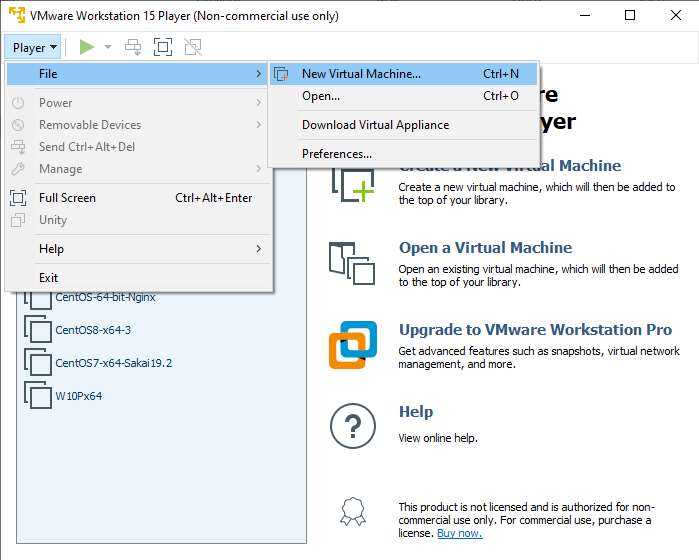 VMware Workstation 15 Player (Non-commercial use only)
Player
File
New Virtual Machine... Ctrl+N
Open... Ctrl+O
Download Virtual Appliance
Preferences...
Power
Removable Devices
Send Ctrl+Alt+Del
Manage
Full Screen Ctrl+Alt+Enter
Unity
Help
Exit
CentOS-64-bit-Nginx
CentOS8-x64-3
CentOS7-x64-Sakai19.2
W10Px64
Create a New Virtual Machine
Create a new virtual machine, which will then be added
to the top of your library.
Open a Virtual Machine
Open an existing virtual machine, which will then be added
to the top of your library.
Upgrade to VMware Workstation Pro
Get advanced features such as snapshots, virtual network
management, and more.
Help
View online help.
This product is not licensed and is authorized for non-
commercial use only. For commercial use, purchase a
license. Buy now.